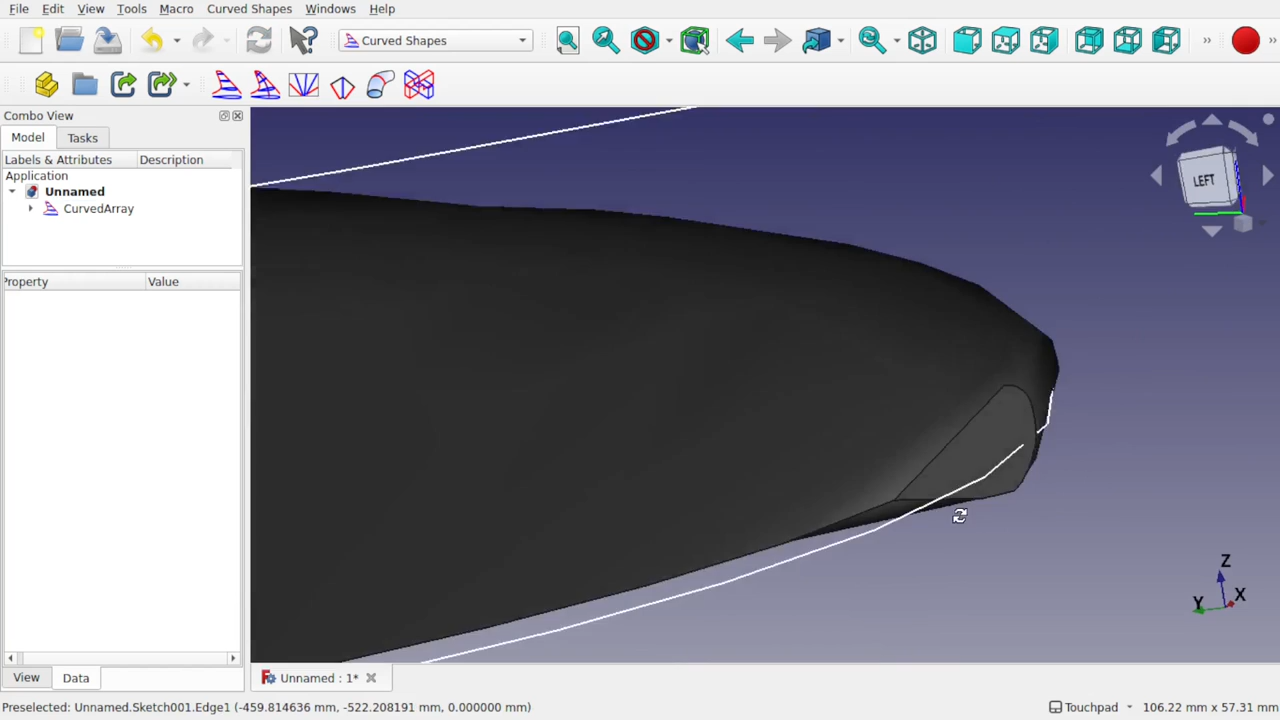 File Edit View Tools Macro Curved Shapes Windows Help
Curved Shapes
Combo View
Model Tasks
Labels & Attributes Description
Application
Unnamed
CurvedArray
Property Value
LEFT
Z
Y X
View Data
Unnamed : 1*
Preselected: Unnamed.Sketch001.Edge1 (-459.814636 mm, -522.208191 mm, 0.000000 mm) Touchpad 106.22 mm x 57.31 mm